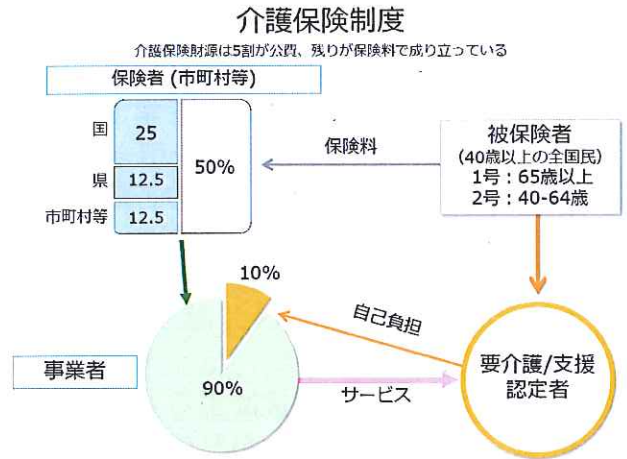 介護保険制度
介護保険財源は5割が公費、残りが保険料で成り立っている
保険者(市町村等)
国
25
県
12.5
市町村等
12.5
50%
保険料
被保険者
(40歳以上の全国民)
1号:65歳以上
2号:40-64歳
10%
自己負担
事業者
90%
サービス
要介護/支援
認定者